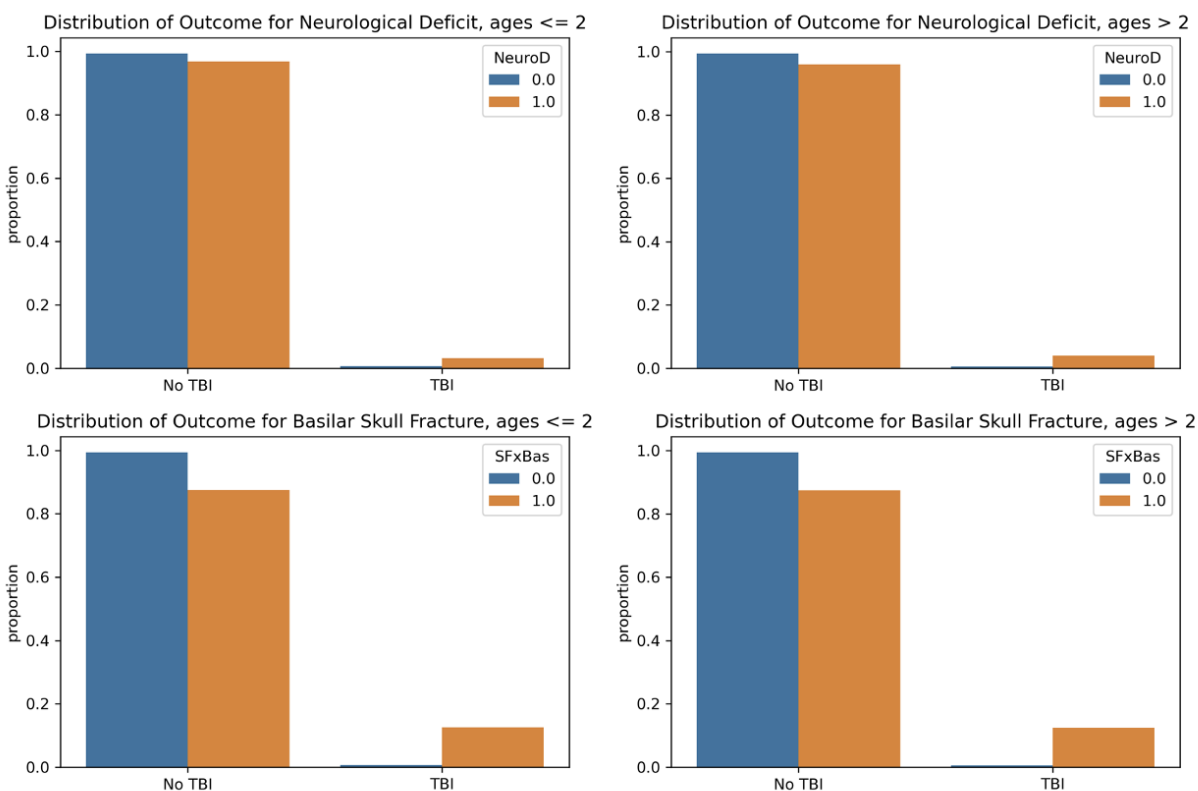 Distribution of Outcome for Neurological Deficit, ages <= 2
1.0
0.8
0.6
0.4
0.2
0.0
proportion
NeuroD
0.0
1.0
No TBI
TBI
Distribution of Outcome for Neurological Deficit, ages > 2
1.0
0.8
0.6
0.4
0.2
0.0
proportion
NeuroD
0.0
1.0
No TBI
TBI
Distribution of Outcome for Basilar Skull Fracture, ages <= 2
1.0
0.8
0.6
0.4
0.2
0.0
proportion
SFxBas
0.0
1.0
No TBI
TBI
Distribution of Outcome for Basilar Skull Fracture, ages > 2
1.0
0.8
0.6
0.4
0.2
0.0
proportion
SFxBas
0.0
1.0
No TBI
TBI